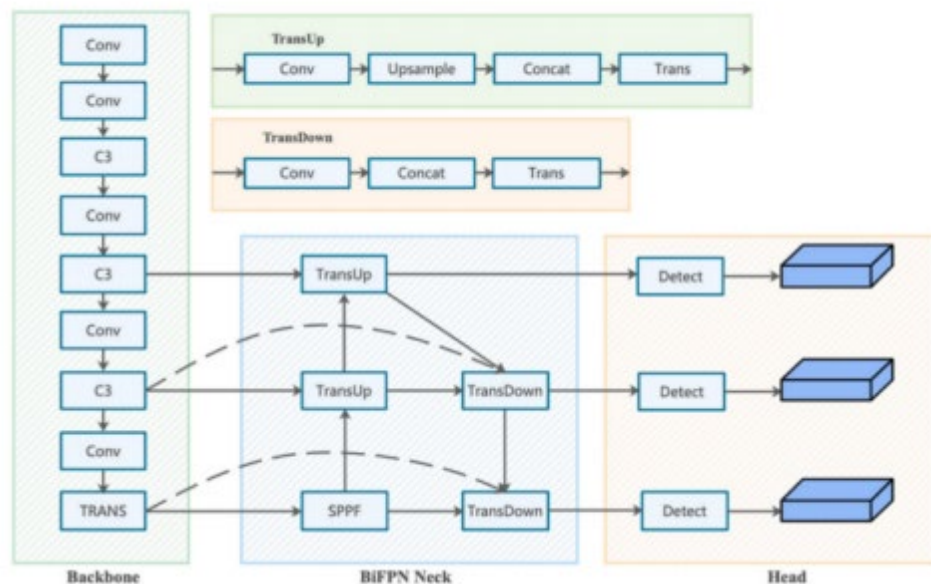 Conv
Conv
C3
Conv
C3
Conv
C3
Conv
TRANS
Backbone
TransUp
Conv Upsample Concat Trans
TransDown
Conv Concat Trans
TransUp
TransUp TransDown
SPPF TransDown
BiFPN Neck
Detect
Detect
Detect
Head